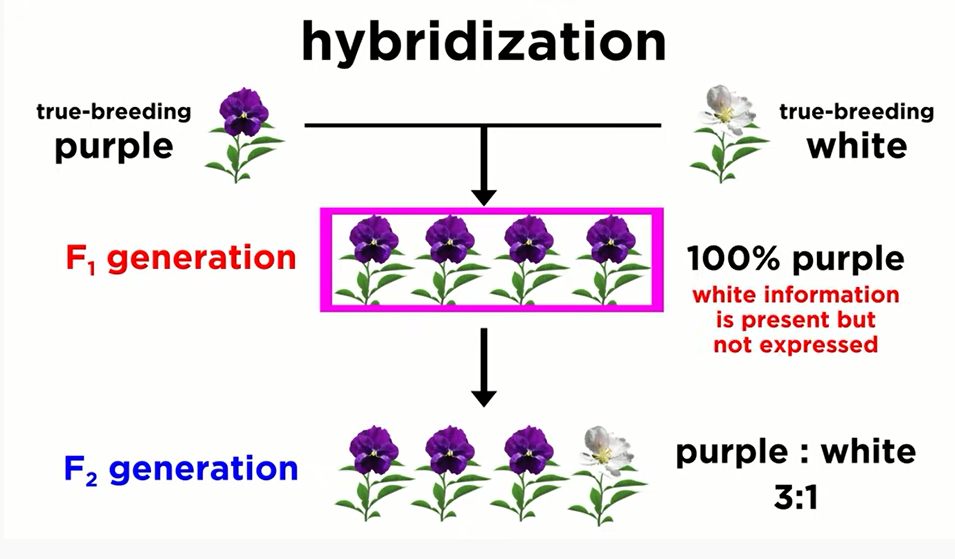 hybridization
true-breeding
purple
true-breeding
white
F₁ generation
100% purple
white information
is present but
not expressed
F₂ generation
purple : white
3:1